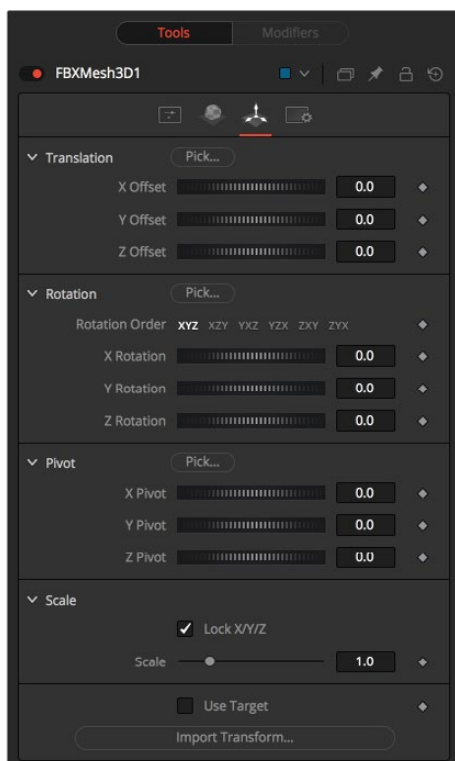 Tools Modifiers
FBXMesh3D1
Translation Pick...
X Offset 0.0
Y Offset 0.0
Z Offset 0.0
Rotation Pick...
Rotation Order XYZ XZY YXZ YZX ZXY ZYX
X Rotation 0.0
Y Rotation 0.0
Z Rotation 0.0
Pivot Pick...
X Pivot 0.0
Y Pivot 0.0
Z Pivot 0.0
Scale
Lock X/Y/Z
Scale 1.0
Use Target
Import Transform...